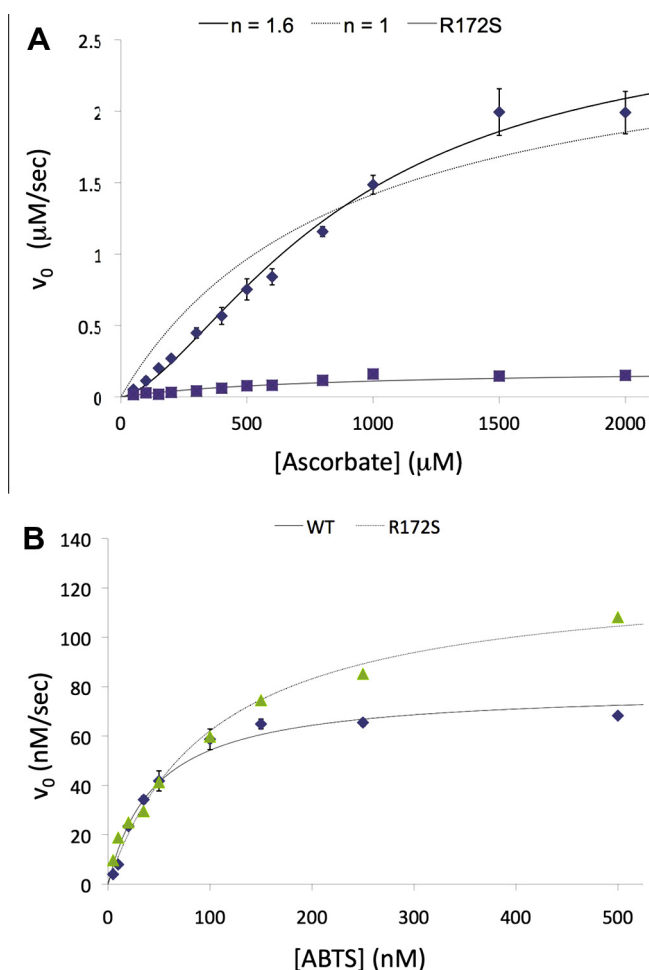 A
n = 1.6 n = 1 R172S
2.5
2
1.5
1
0.5
0
v0 (μM/sec)
0 500 1000 1500 2000
[Ascorbate] (μM)
B
WT R172S
140
120
100
80
60
40
20
0
v0 (nM/sec)
0 100 200 300 400 500
[ABTS] (nM)